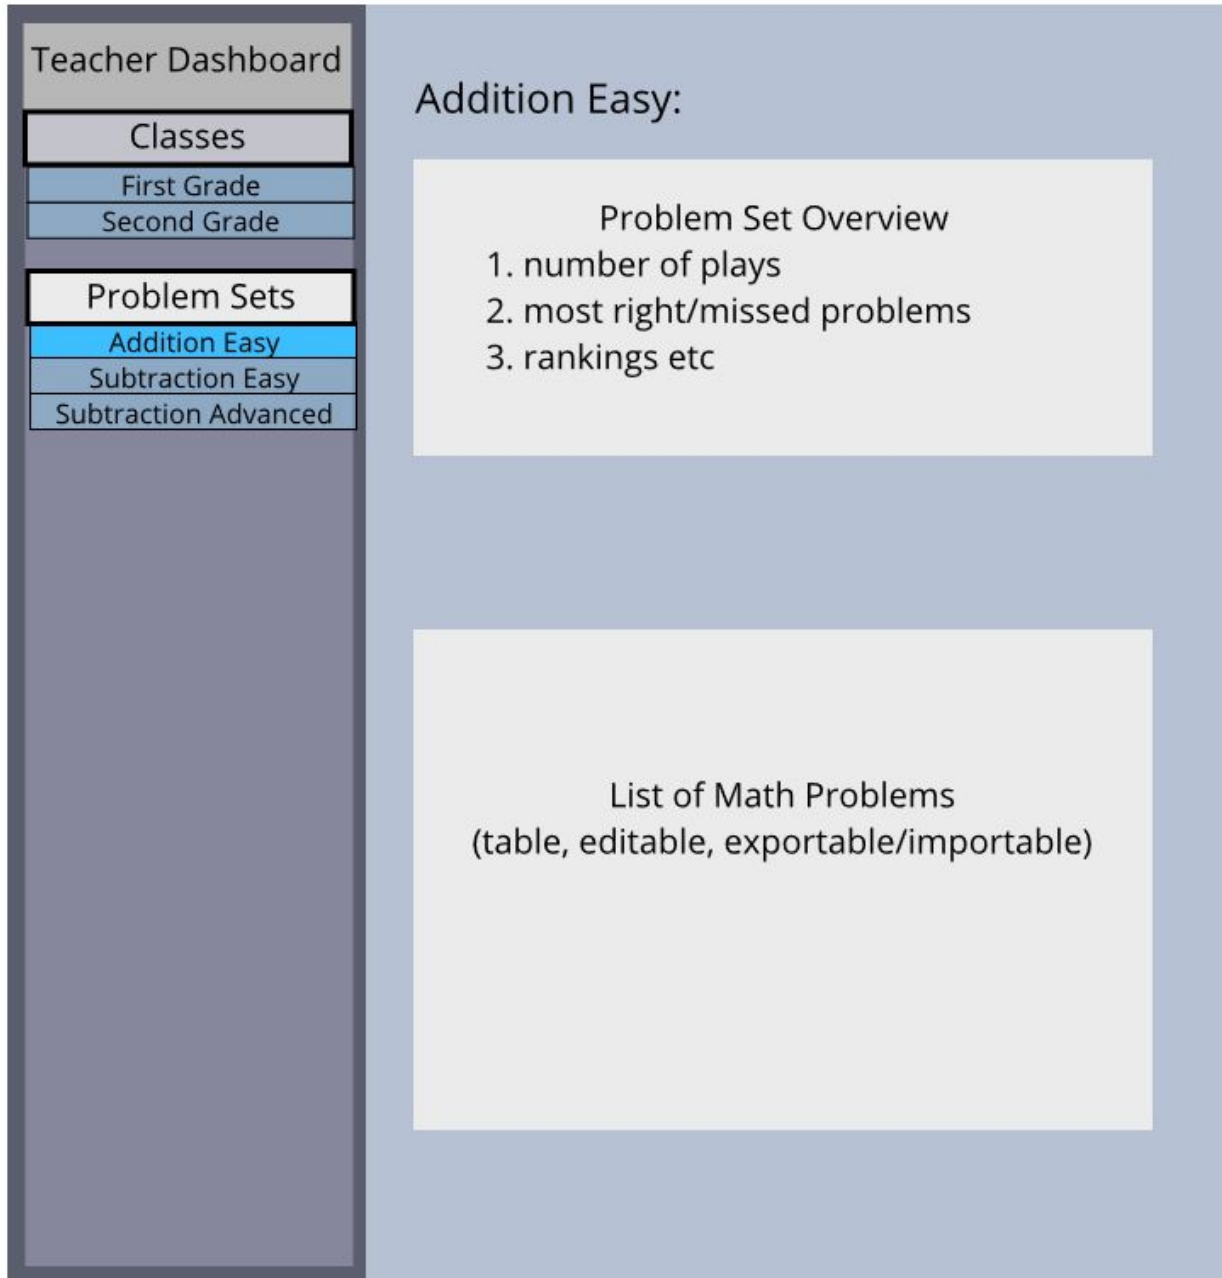 Teacher Dashboard
Classes
First Grade
Second Grade
Problem Sets
Addition Easy
Subtraction Easy
Subtraction Advanced
Addition Easy:
Problem Set Overview
1. number of plays
2. most right/missed problems
3. rankings etc
List of Math Problems
(table, editable, exportable/importable)